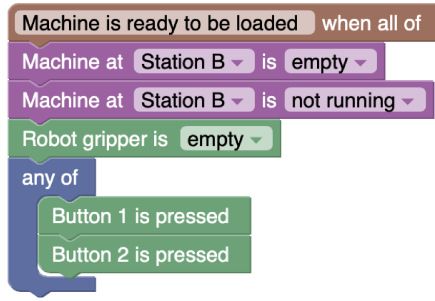 Machine is ready to be loaded when all of
Machine at Station B is empty
Machine at Station B is not running
Robot gripper is empty
any of
Button 1 is pressed
Button 2 is pressed